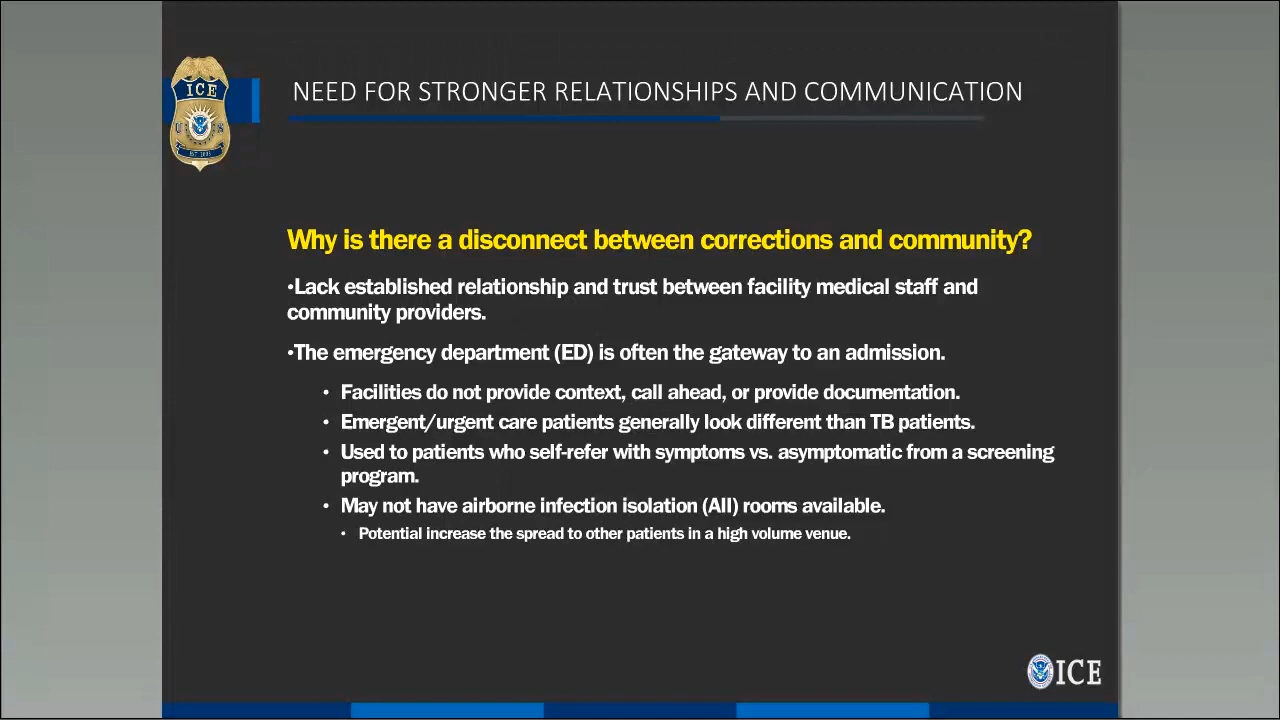 ICE
NEED FOR STRONGER RELATIONSHIPS AND COMMUNICATION
Why is there a disconnect between corrections and community?
•Lack established relationship and trust between facility medical staff and
community providers.
•The emergency department (ED) is often the gateway to an admission.
• Facilities do not provide context, call ahead, or provide documentation.
• Emergent/urgent care patients generally look different than TB patients.
• Used to patients who self-refer with symptoms vs. asymptomatic from a screening
program.
• May not have airborne infection isolation (AII) rooms available.
• Potential increase the spread to other patients in a high volume venue.
ICE